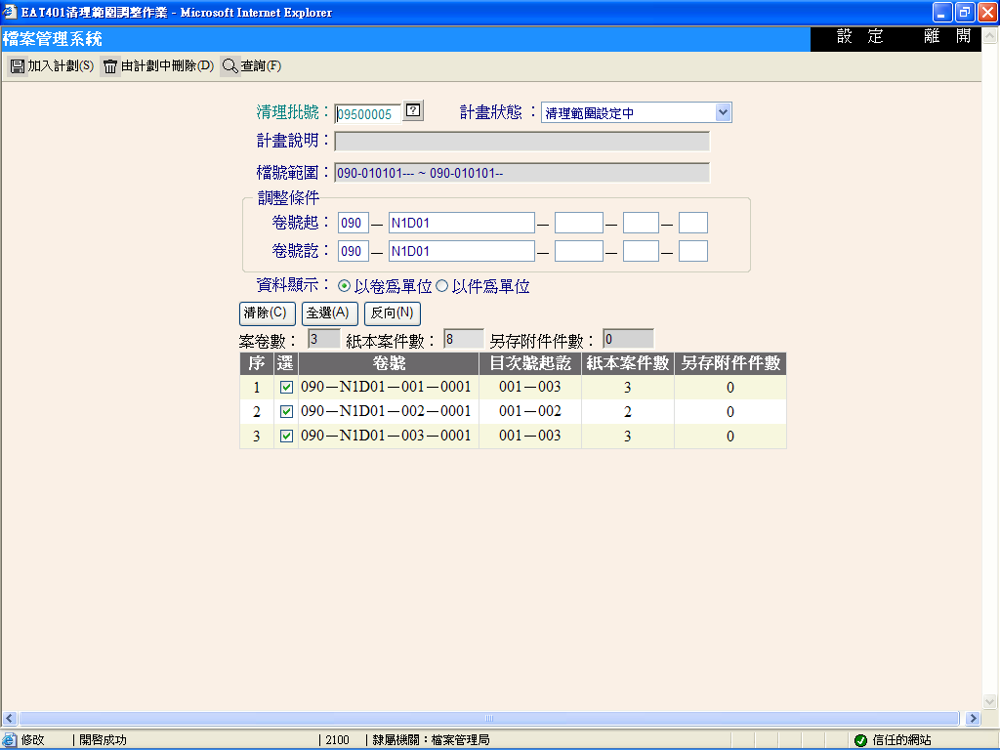 EAT401清理範圍調整作業 - Microsoft Internet Explorer
檔案管理系統 設定 離開
加入計劃(S) 由計劃中刪除(D) 查詢(F)
清理批號： 09500005 ? 計畫狀態： 清理範圍設定中
計畫說明：
檔號範圍： 090-010101--- ~ 090-010101--
調整條件
卷號起： 090 — N1D01 — — —
卷號訖： 090 — N1D01 — — —
資料顯示： 以卷為單位 以件為單位
清除(C) 全選(A) 反向(N)
案卷數： 3 紙本案件數： 8 另存附件件數： 0
序 選 卷號 目次號起訖 紙本案件數 另存附件件數
1 090－N1D01－001－0001 001－003 3 0
2 090－N1D01－002－0001 001－002 2 0
3 090－N1D01－003－0001 001－003 3 0
修改 |開啓成功 |2100 |隸屬機關：檔案管理局 信任的網站